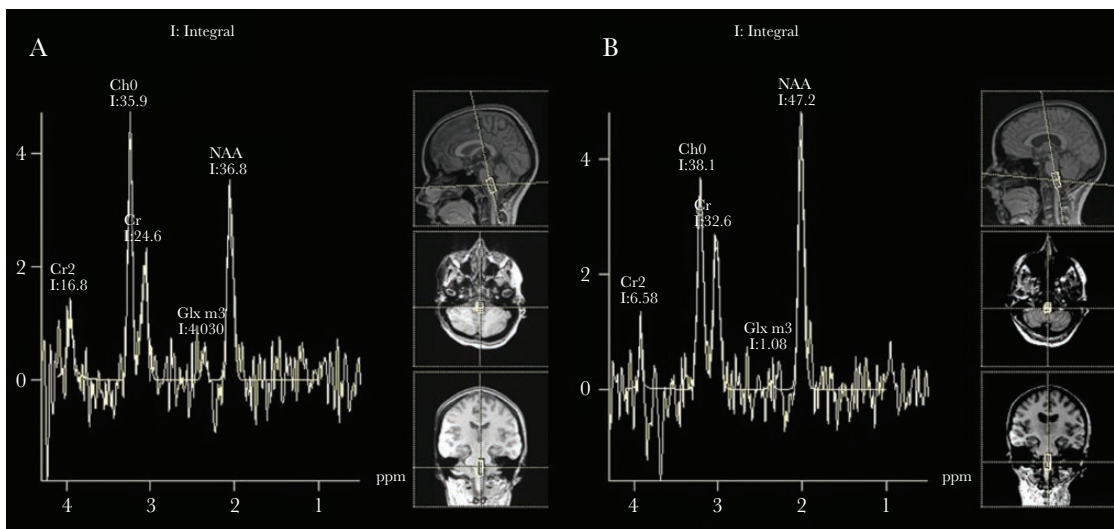 A
I: Integral
Ch0
I:35.9
NAA
I:36.8
Cr
I:24.6
Cr2
I:16.8
Glx m3
I:4.030
4
2
0
ppm
4
3
2
1
B
I: Integral
NAA
I:47.2
Ch0
I:38.1
Cr
I:32.6
Cr2
I:6.58
Glx m3
I:1.08
4
2
0
ppm
4
3
2
1